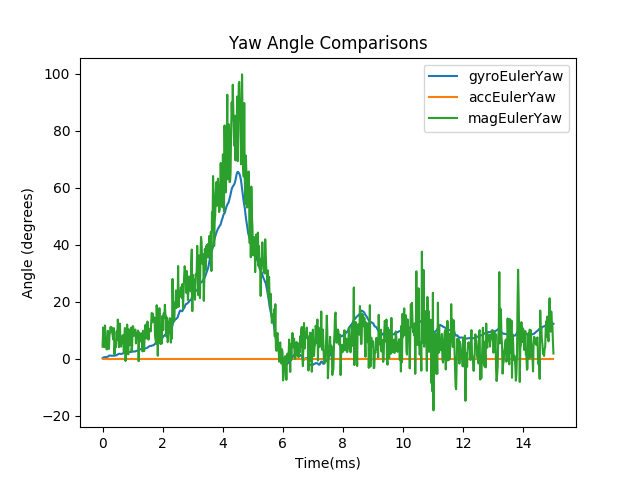 Yaw Angle Comparisons
gyroEulerYaw
accEulerYaw
magEulerYaw
Angle (degrees)
100
80
60
40
20
0
−20
0 2 4 6 8 10 12 14
Time(ms)